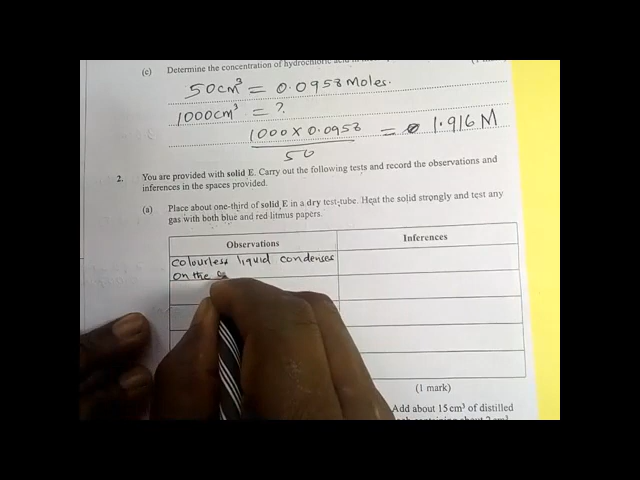 (c) Determine the concentration of hydrochloric acid in
50cm³ = 0.0958 Moles.
1000cm³ = ?
1000 x 0.0958 = 1.916 M
50
2. You are provided with solid E. Carry out the following tests and record the observations and
inferences in the spaces provided.
(a) Place about one-third of solid E in a dry test-tube. Heat the solid strongly and test any
gas with both blue and red litmus papers.
Observations Inferences
colourless liquid condenses
on the
(1 mark)
Add about 15 cm³ of distilled